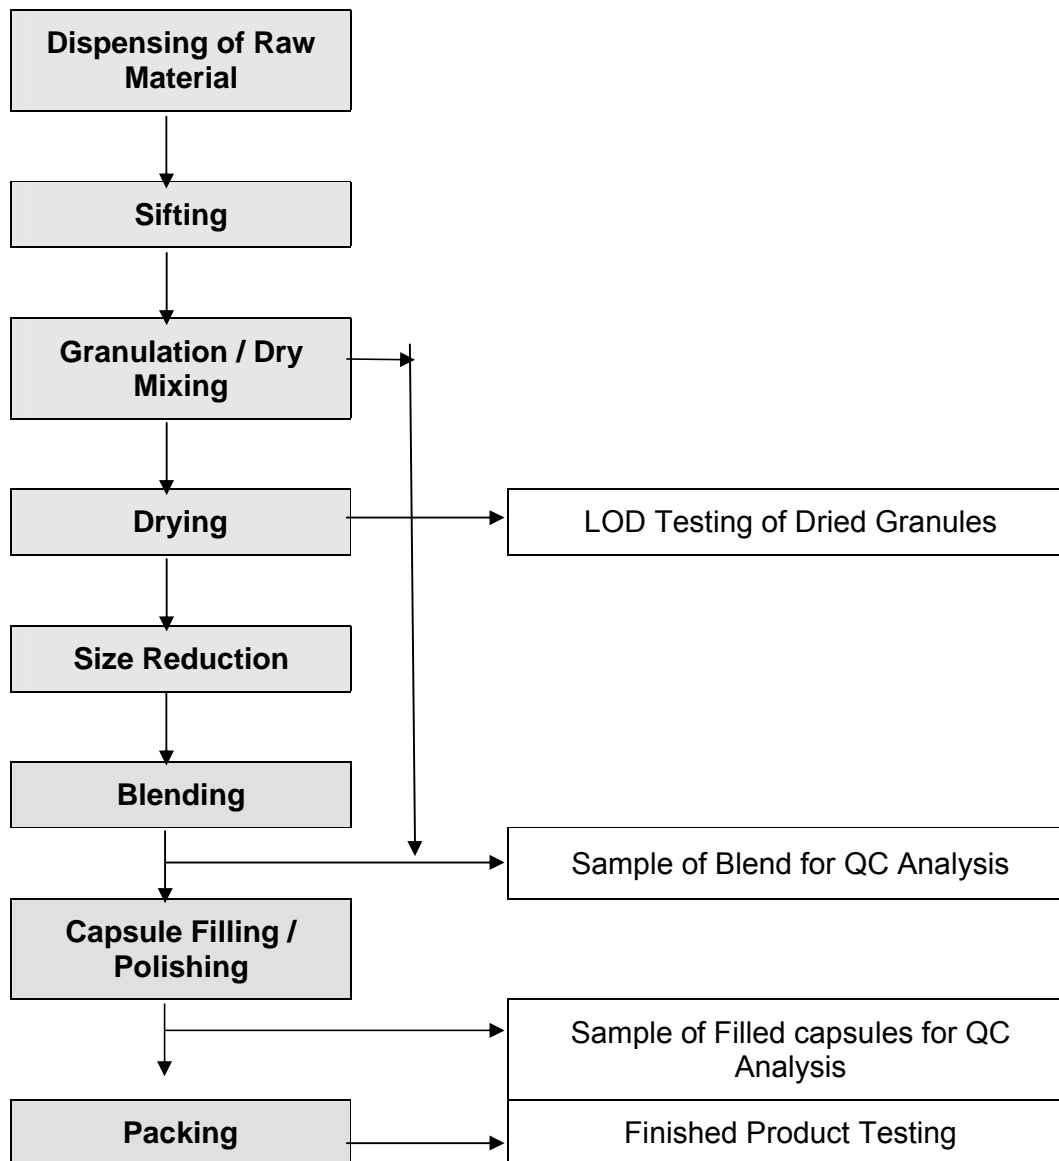 Dispensing of Raw
Material
Sifting
Granulation / Dry
Mixing
Drying
LOD Testing of Dried Granules
Size Reduction
Blending
Sample of Blend for QC Analysis
Capsule Filling /
Polishing
Sample of Filled capsules for QC
Analysis
Packing
Finished Product Testing